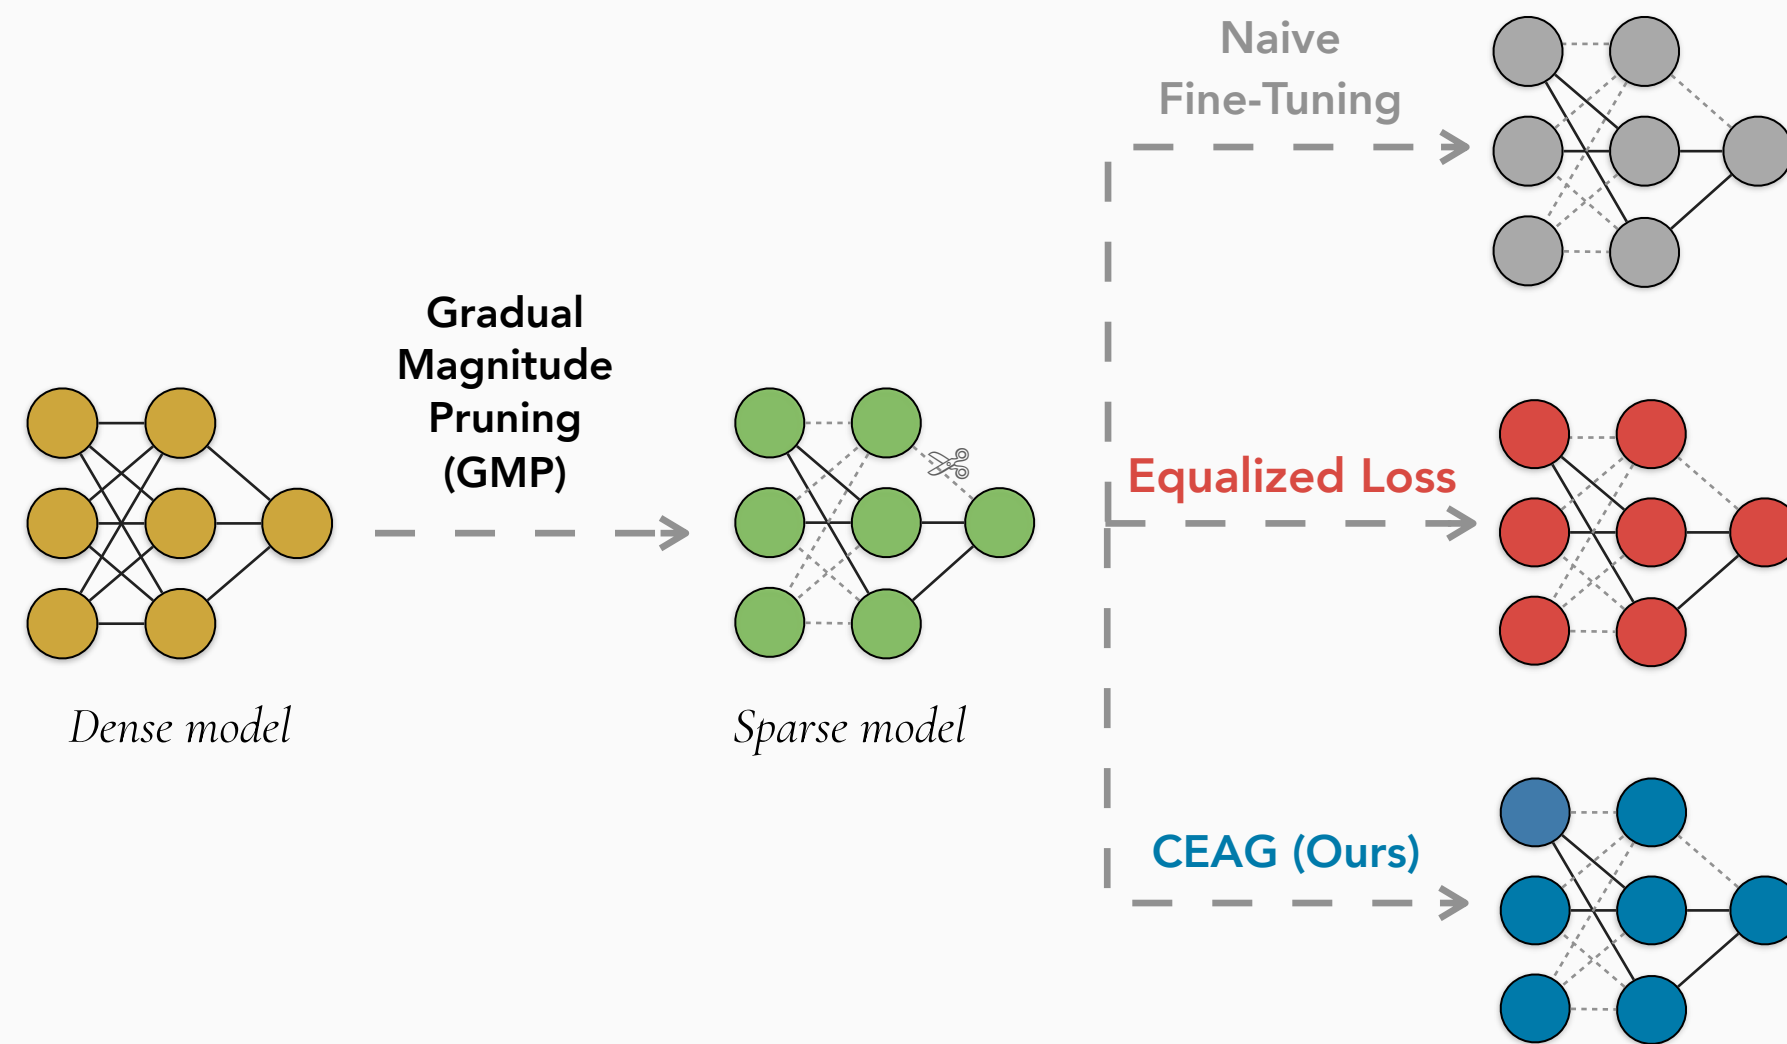 Naive
Fine-Tuning
Gradual
Magnitude
Pruning
(GMP)
Equalized Loss
Dense model
Sparse model
CEAG (Ours)